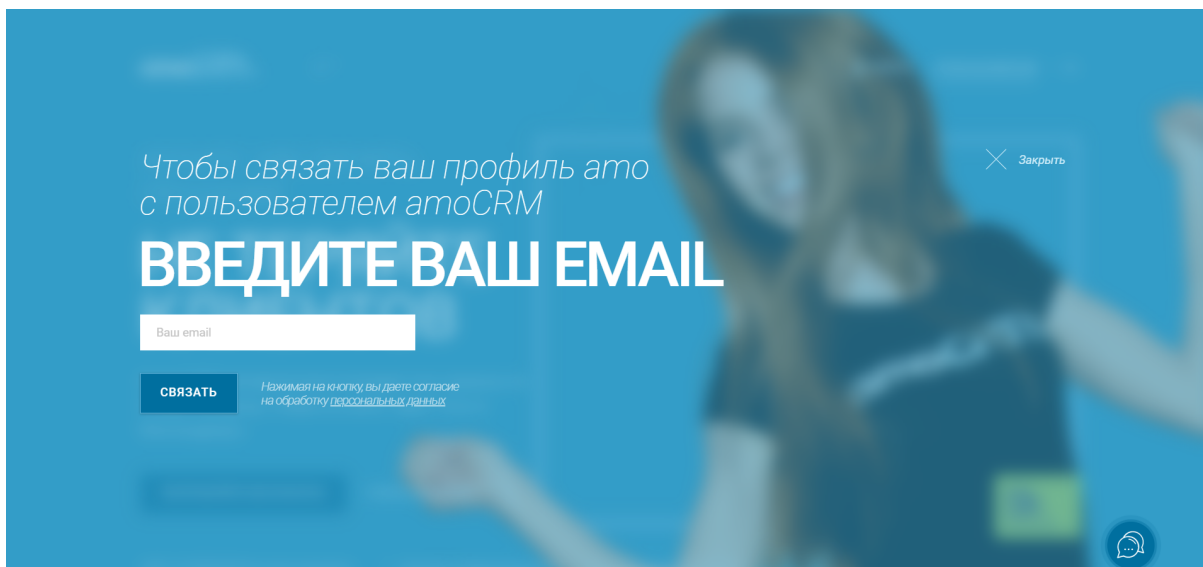 Чтобы связать ваш профиль amo
с пользователем amoCRM
ВВЕДИТЕ ВАШ EMAIL
Закрыть
Ваш email
СВЯЗАТЬ
Нажимая на кнопку, вы даете согласие
на обработку персональных данных